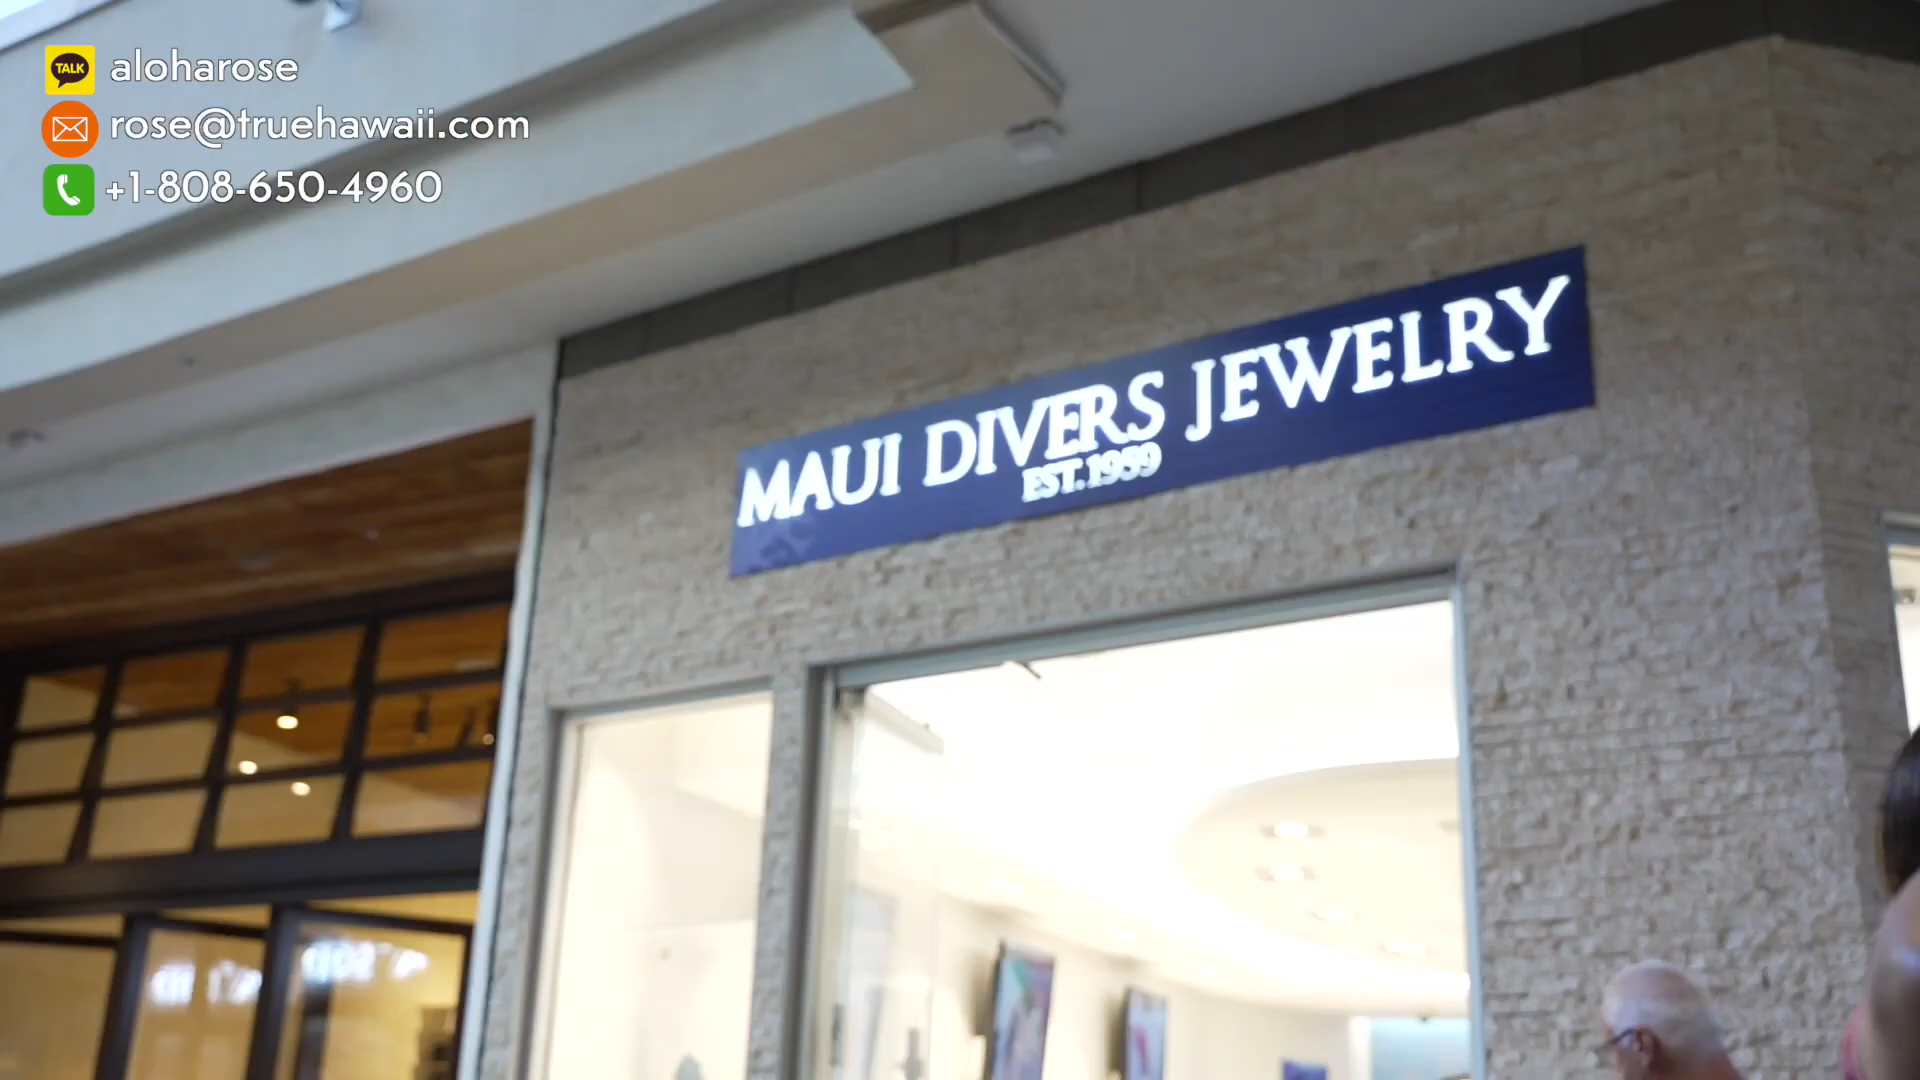 TALK
aloharose
rose@truehawaii.com
+1-808-650-4960
MAUI DIVERS JEWELRY
EST. 1959